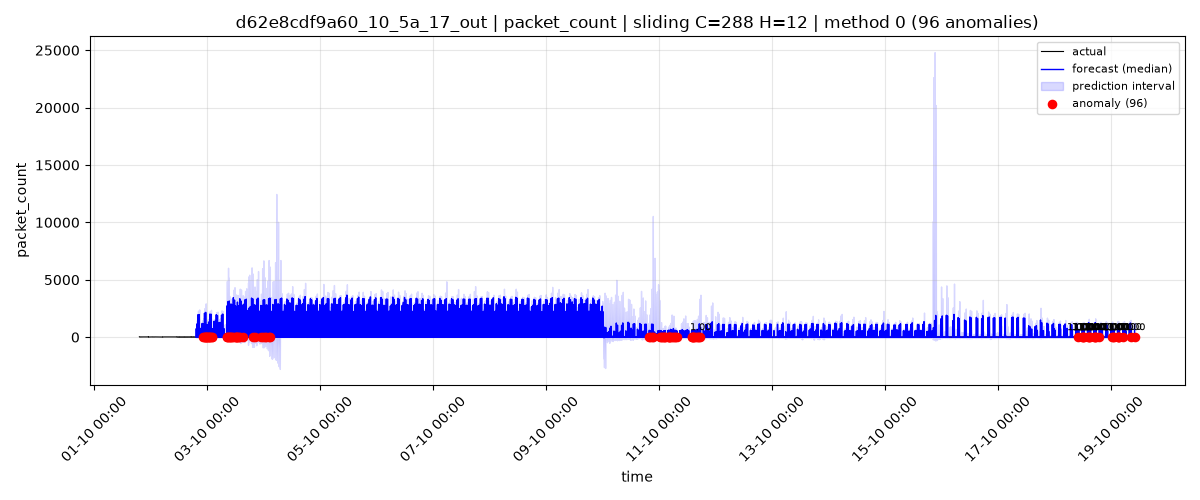 d62e8cdf9a60_10_5a_17_out | packet_count | sliding C=288 H=12 | method 0 (96 anomalies)
actual
forecast (median)
prediction interval
anomaly (96)
packet_count
25000
20000
15000
10000
5000
0
01-10 00:00
03-10 00:00
05-10 00:00
07-10 00:00
09-10 00:00
11-10 00:00
13-10 00:00
15-10 00:00
17-10 00:00
19-10 00:00
time